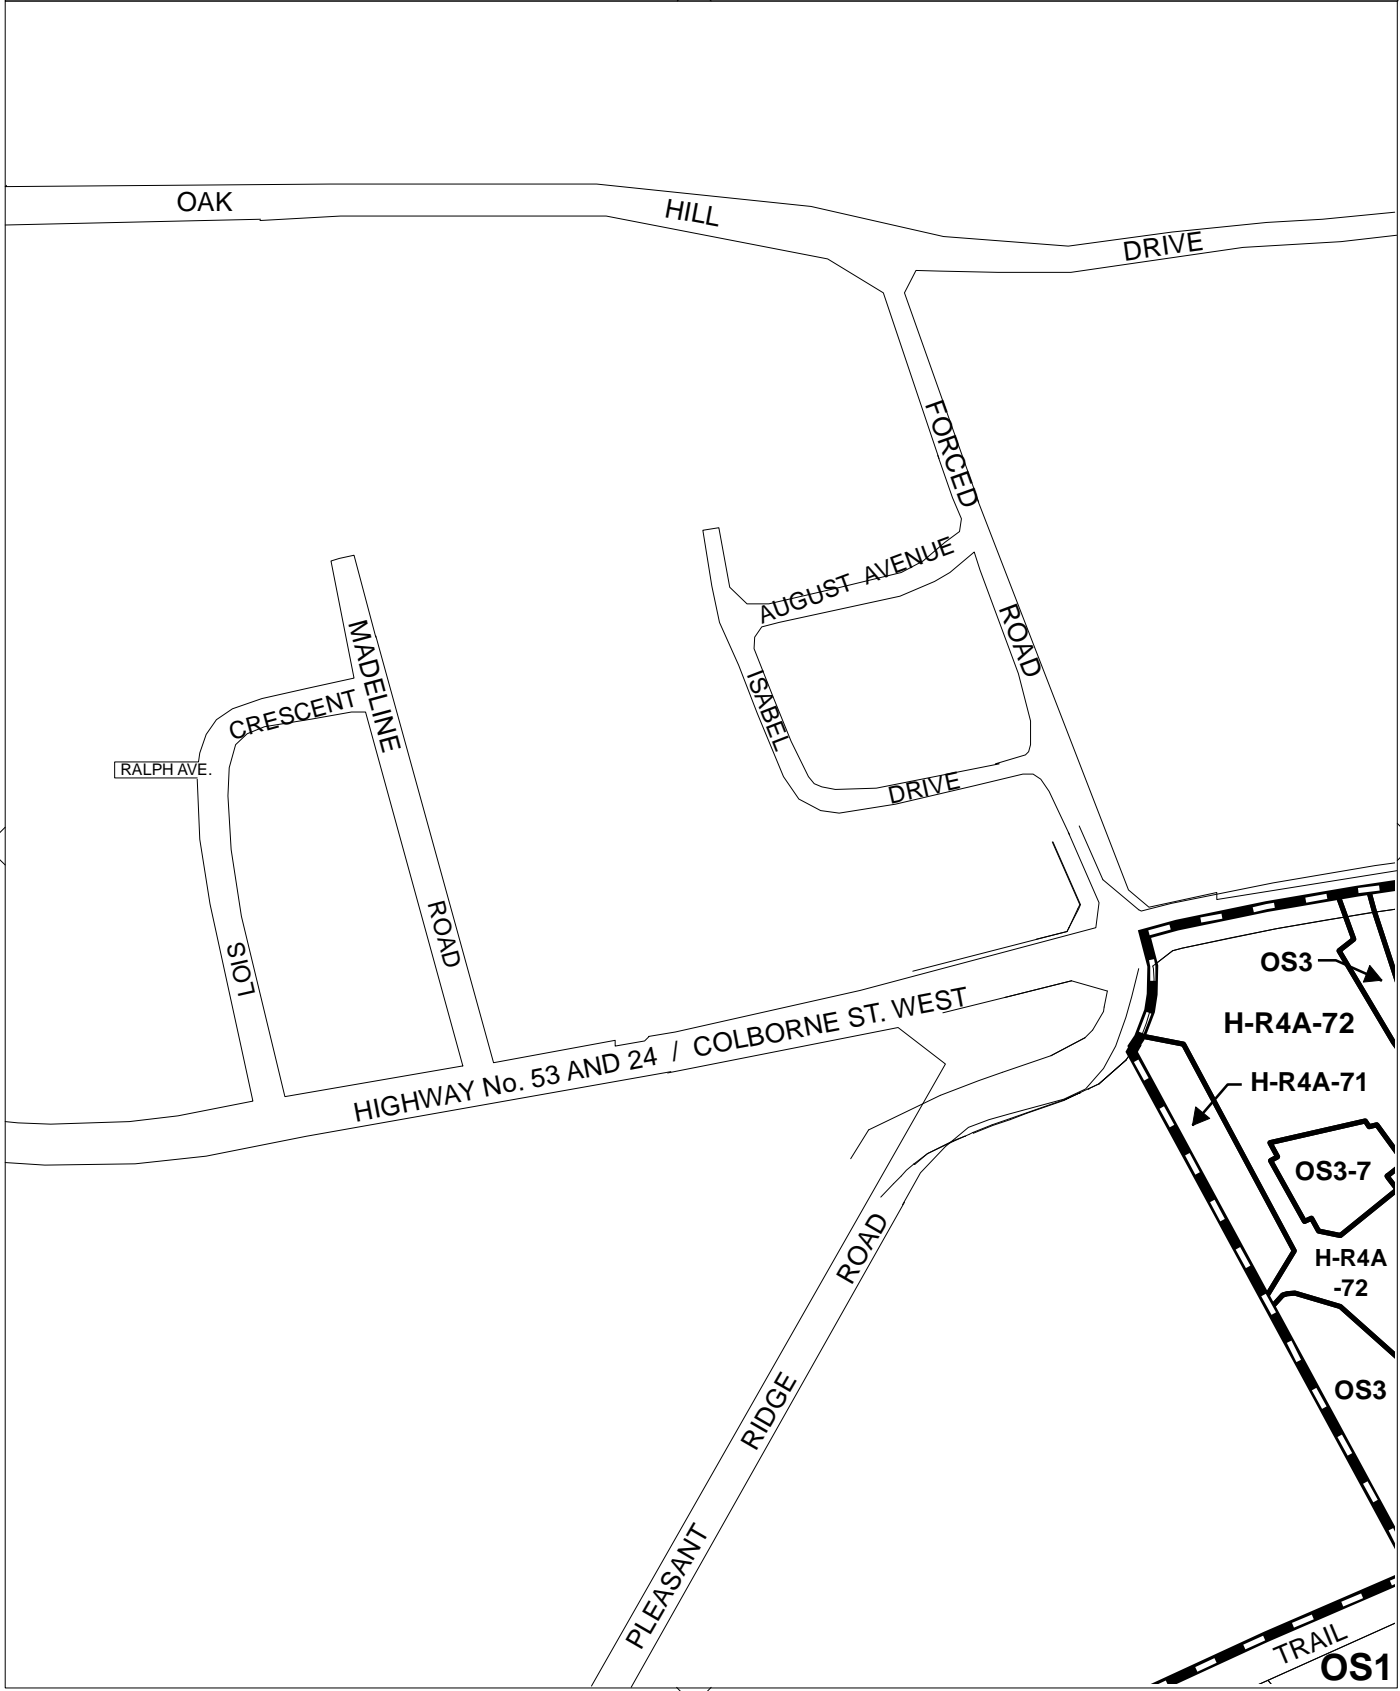 OAK HILL DRIVE
FORCED ROAD
AUGUST AVENUE
ISABEL DRIVE
MADELINE ROAD
CRESCENT
RALPH AVE.
LOIS
HIGHWAY No. 53 AND 24 / COLBORNE ST. WEST
OS3
H-R4A-72
H-R4A-71
OS3-7
H-R4A
-72
OS3
PLEASANT RIDGE ROAD
TRAIL
OS1